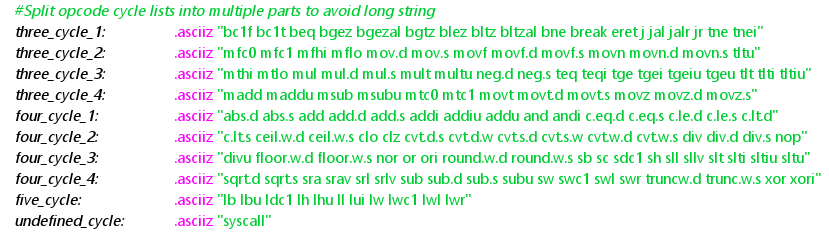 #Split opcode cycle lists into multiple parts to avoid long string
three_cycle_1: .asciiz "bc1f bc1t beq bgez bgezal bgtz blez bltz bltzal bne break eret j jal jalr jr tne tnei"
three_cycle_2: .asciiz "mfc0 mfc1 mfhi mflo mov.d mov.s movf movf.d movf.s movn movn.d movn.s tltu"
three_cycle_3: .asciiz "mthi mtlo mul mul.d mul.s mult multu neg.d neg.s teq teqi tge tgei tgeiu tgeu tlt tlti tltiu"
three_cycle_4: .asciiz "madd maddu msub msubu mtc0 mtc1 movt movt.d movt.s movz movz.d movz.s"
four_cycle_1: .asciiz "abs.d abs.s add add.d add.s addi addiu addu and andi c.eq.d c.eq.s c.le.d c.le.s c.lt.d"
four_cycle_2: .asciiz "c.lt.s ceil.w.d ceil.w.s clo clz cvt.d.s cvt.d.w cvt.s.d cvt.s.w cvt.w.d cvt.w.s div div.d div.s nop"
four_cycle_3: .asciiz "divu floor.w.d floor.w.s nor or ori round.w.d round.w.s sb sc sdc1 sh sll sllv slt slti sltiu sltu"
four_cycle_4: .asciiz "sqrt.d sqrt.s sra srav srl srlv sub sub.d sub.s subu sw swc1 swl swr truncw.d trunc.w.s xor xori"
five_cycle: .asciiz "lb lbu ldc1 lh lhu ll lui lw lwc1 lwl lwr"
undefined_cycle: .asciiz "syscall"